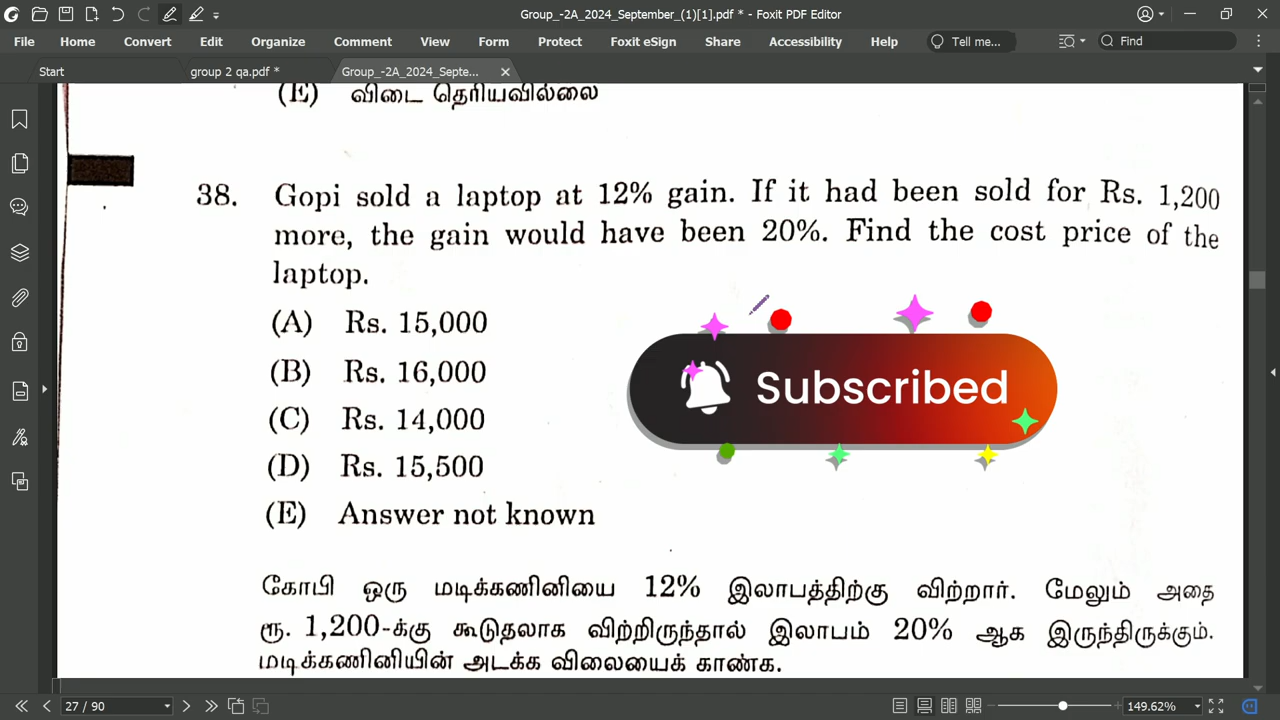 Group_-2A_2024_September_(1)[1].pdf * - Foxit PDF Editor
File Home Convert Edit Organize Comment View Form Protect Foxit eSign Share Accessibility Help Tell me... Find
Start group 2 qa.pdf * Group_-2A_2024_Septe...
(E) விடை தெரியவில்லை
38. Gopi sold a laptop at 12% gain. If it had been sold for Rs. 1,200
more, the gain would have been 20%. Find the cost price of the
laptop.
(A) Rs. 15,000
(B) Rs. 16,000
(C) Rs. 14,000
(D) Rs. 15,500
(E) Answer not known
Subscribed
கோபி ஒரு மடிக்கணினியை 12% இலாபத்திற்கு விற்றார். மேலும் அதை
ரூ. 1,200-க்கு கூடுதலாக விற்றிருந்தால் இலாபம் 20% ஆக இருந்திருக்கும்.
மடிக்கணினியின் அடக்க விலையைக் காண்க.
27 / 90 149.62%